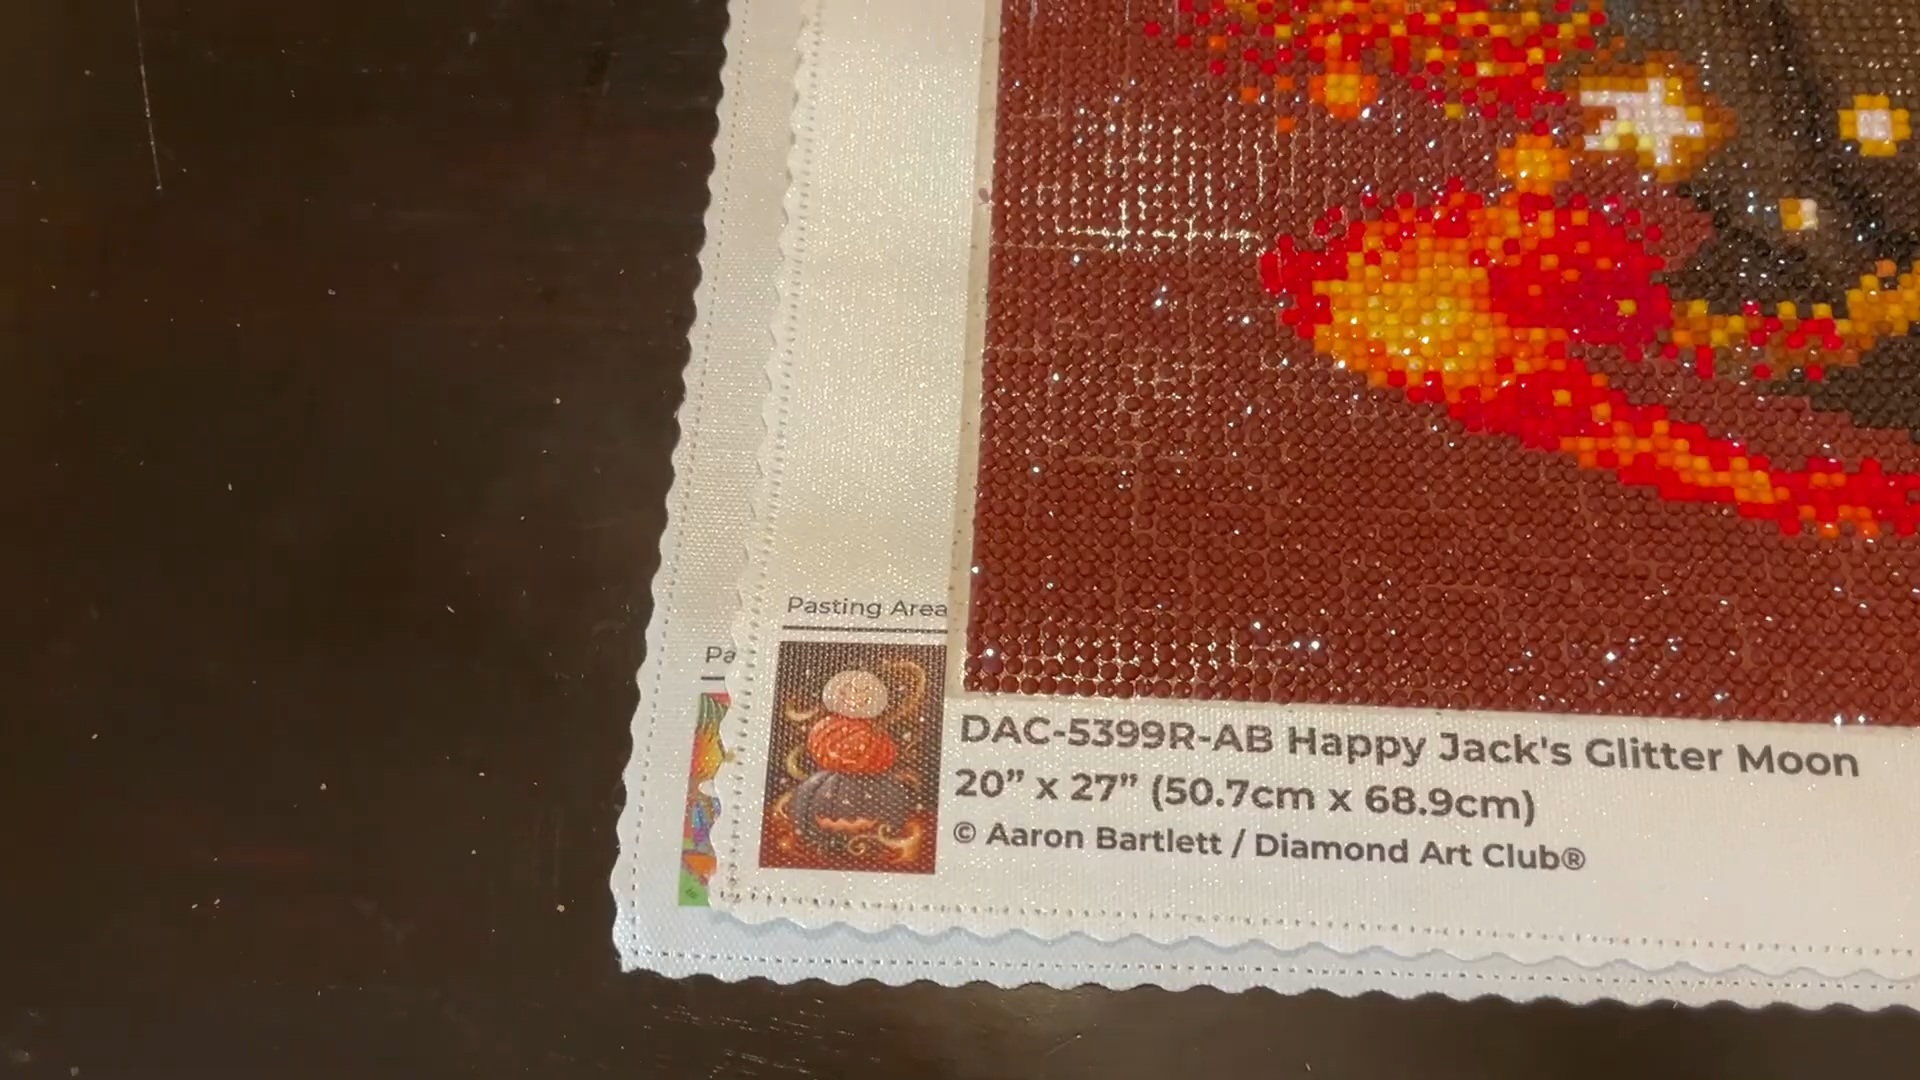 Pasting Area
Pa
DAC-5399R-AB Happy Jack's Glitter Moon
20” x 27” (50.7cm x 68.9cm)
© Aaron Bartlett / Diamond Art Club®